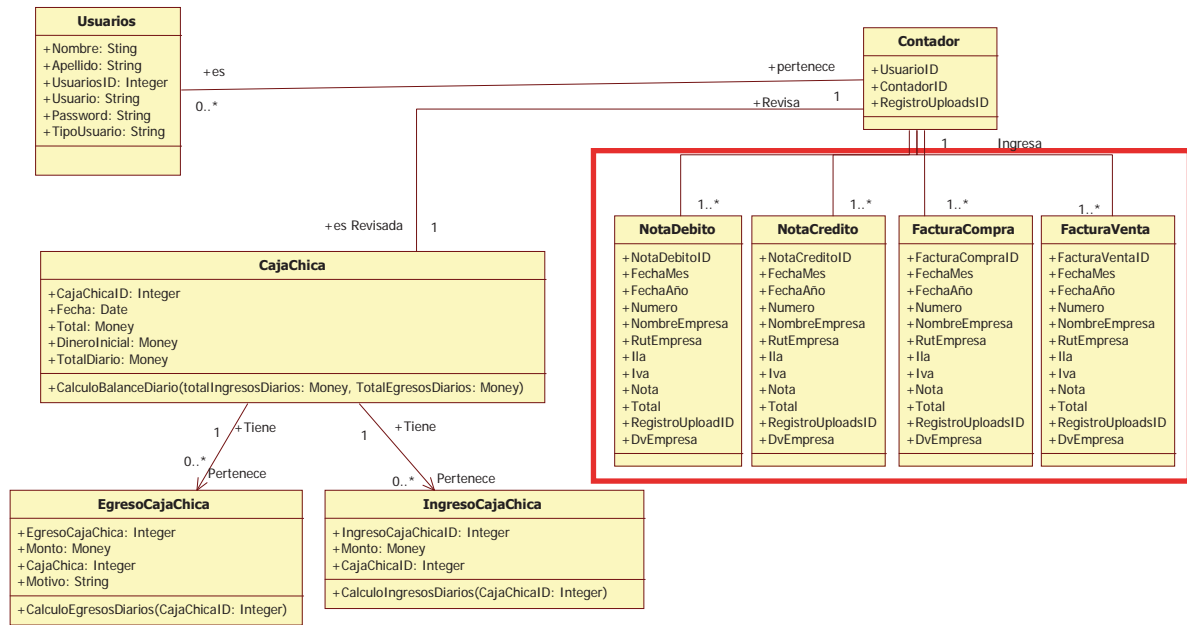 Usuarios
+Nombre: Sting
+Apellido: String
+UsuariosID: Integer
+Usuario: String
+Password: String
+TipoUsuario: String
+es
0..*
+pertenece
1
+Revisa
Contador
+UsuarioID
+ContadorID
+RegistroUploadsID
1
Ingresa
1..*
1..*
1..*
1..*
NotaDebito
+NotaDebitoID
+FechaMes
+FechaAño
+Numero
+NombreEmpresa
+RutEmpresa
+Ila
+Iva
+Nota
+Total
+RegistroUploadID
+DvEmpresa
NotaCredito
+NotaCreditoID
+FechaMes
+FechaAño
+Numero
+NombreEmpresa
+RutEmpresa
+Ila
+Iva
+Nota
+Total
+RegistroUploadsID
+DvEmpresa
FacturaCompra
+FacturaCompraID
+FechaMes
+FechaAño
+Numero
+NombreEmpresa
+RutEmpresa
+Ila
+Iva
+Nota
+Total
+RegistroUploadsID
+DvEmpresa
FacturaVenta
+FacturaVentaID
+FechaMes
+FechaAño
+Numero
+NombreEmpresa
+RutEmpresa
+Ila
+Iva
+Nota
+Total
+RegistroUploadsID
+DvEmpresa
+es Revisada
1
CajaChica
+CajaChicaID: Integer
+Fecha: Date
+Total: Money
+DineroInicial: Money
+TotalDiario: Money
+CalculoBalanceDiario(totalIngresosDiarios: Money, TotalEgresosDiarios: Money)
1
+Tiene
0..*
Pertenece
1
+Tiene
0..*
Pertenece
EgresoCajaChica
+EgresoCajaChica: Integer
+Monto: Money
+CajaChica: Integer
+Motivo: String
+CalculoEgresosDiarios(CajaChicaID: Integer)
IngresoCajaChica
+IngresoCajaChicaID: Integer
+Monto: Money
+CajaChicaID: Integer
+CalculoIngresosDiarios(CajaChicaID: Integer)